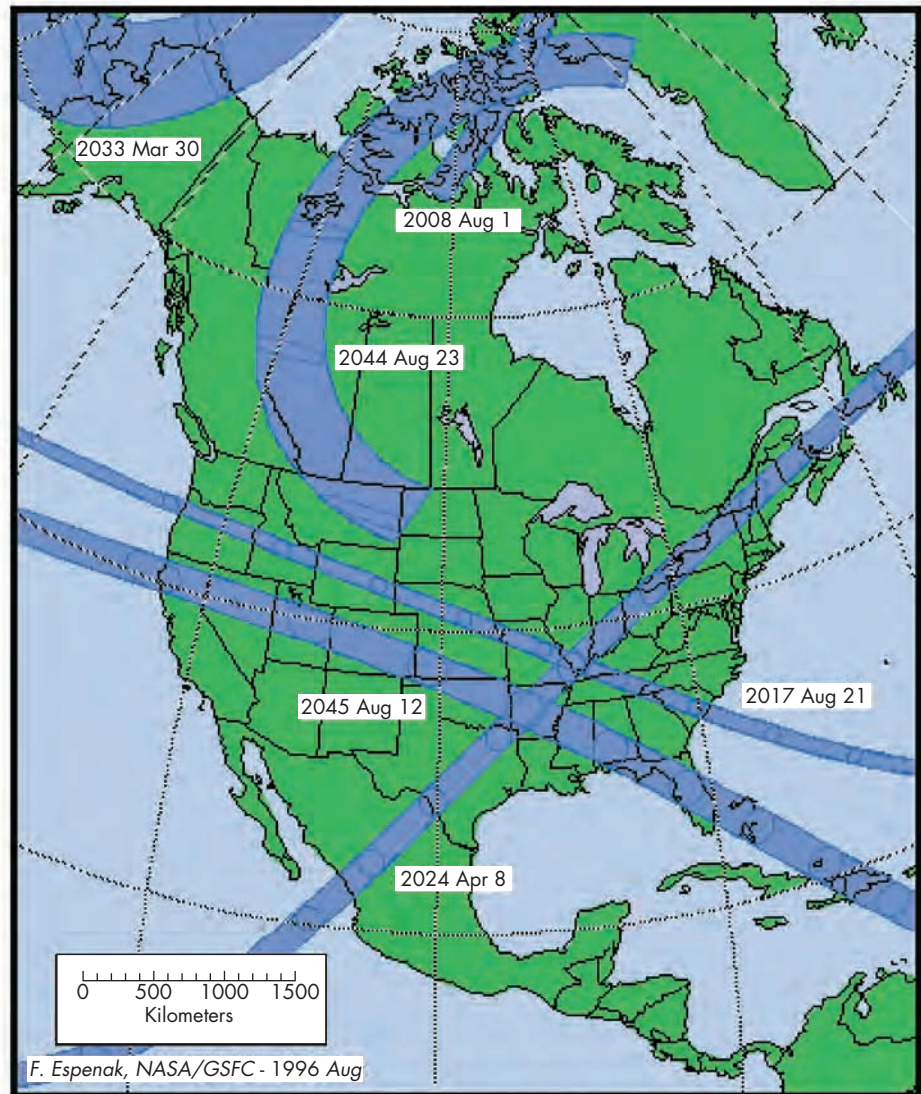 2033 Mar 30
2008 Aug 1
2044 Aug 23
2017 Aug 21
2045 Aug 12
2024 Apr 8
0 500 1000 1500
Kilometers
F. Espenak, NASA/GSFC - 1996 Aug